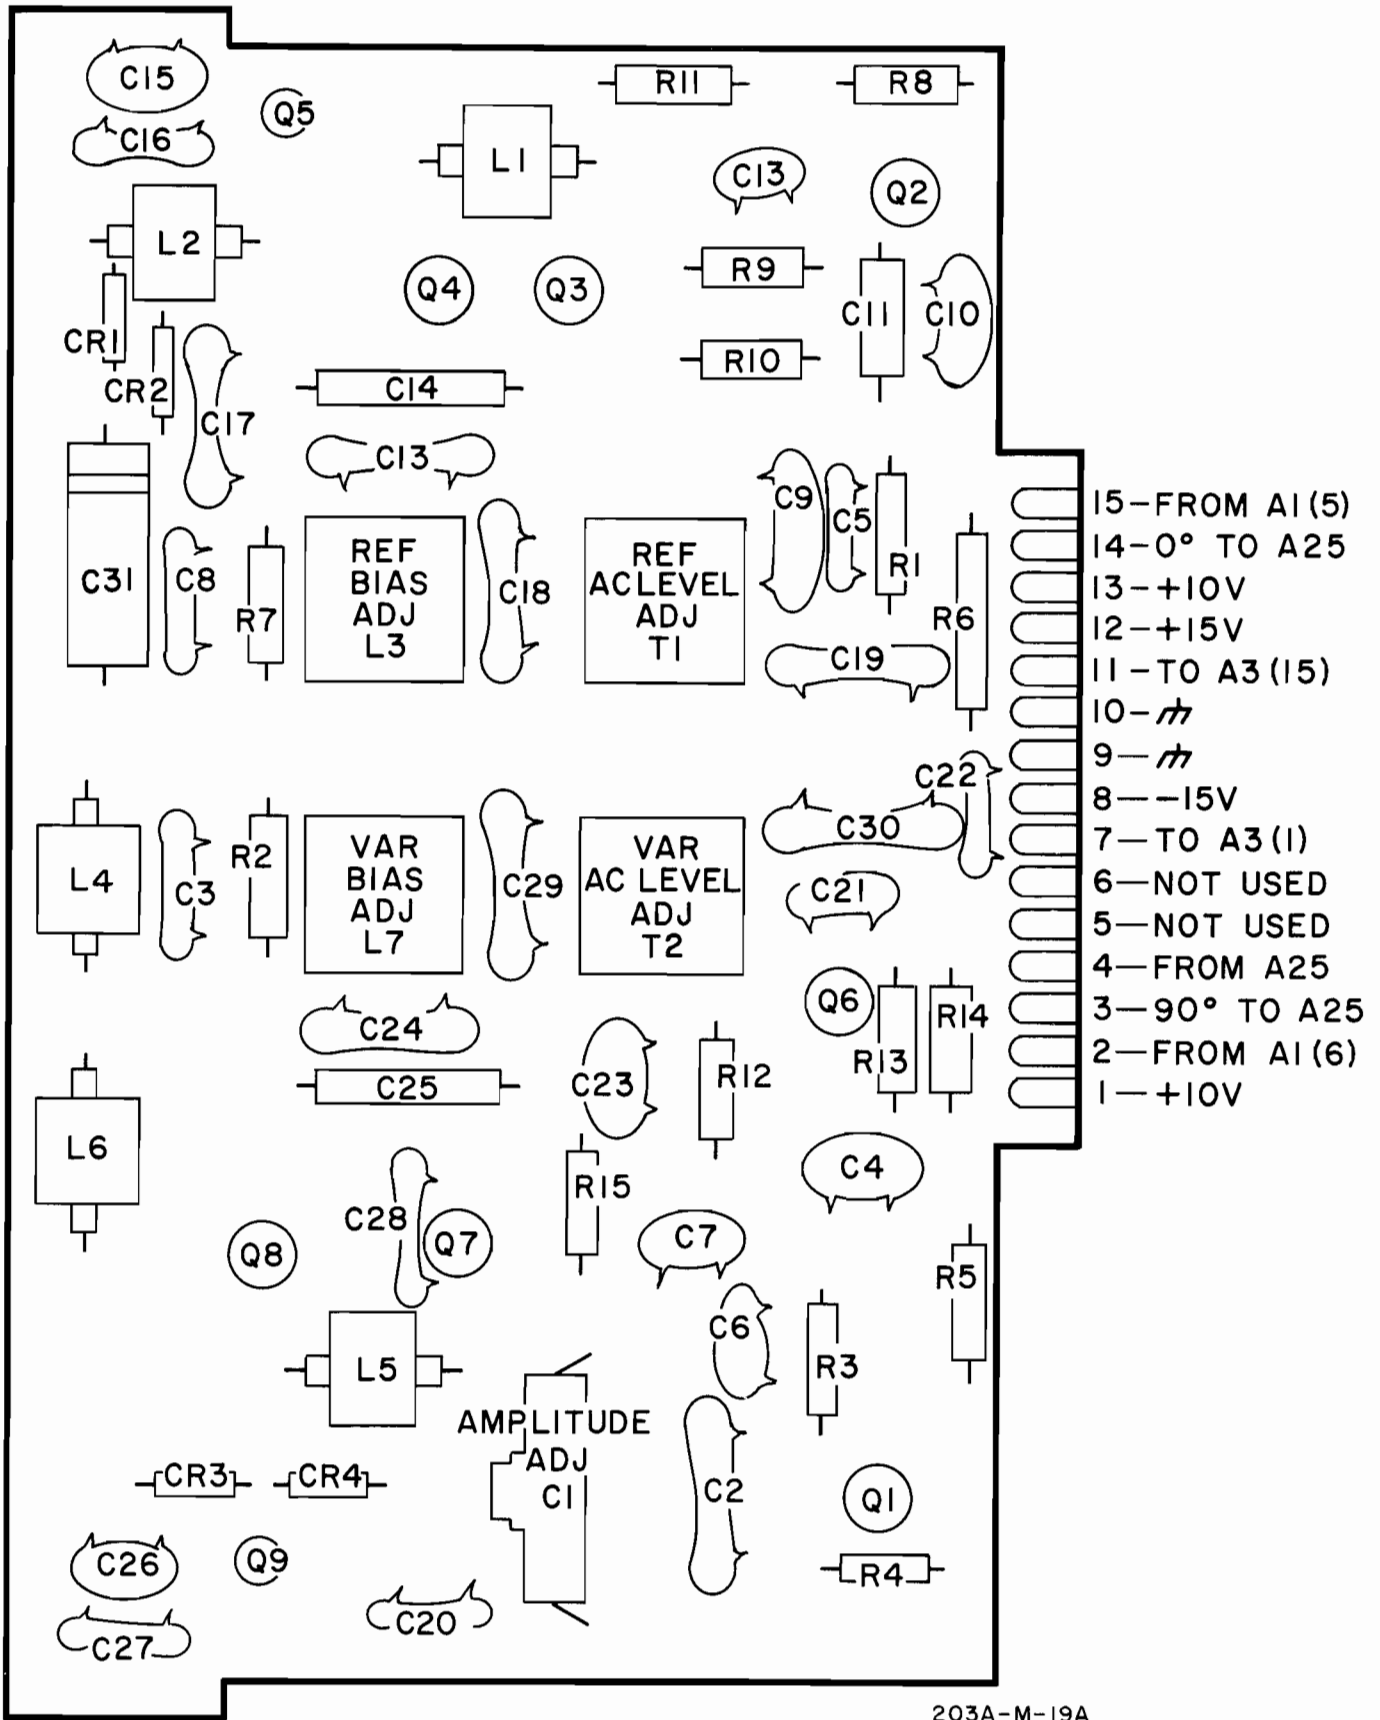 C15
R11
R8
Q5
C16
L1
C13
Q2
L2
R9
Q4
Q3
C11
C10
CR1
R10
CR2
C14
C17
C13
C9
C5
15-FROM A1(5)
14-0° TO A25
13-+10V
12-+15V
11-TO A3(15)
10-
9-
8--15V
7-TO A3(1)
6-NOT USED
5-NOT USED
4-FROM A25
3-90° TO A25
2-FROM A1(6)
1-+10V
C31
C8
R7
REF
BIAS
ADJ
L3
C18
REF
AC LEVEL
ADJ
T1
R1
R6
C19
C22
C30
L4
C3
R2
VAR
BIAS
ADJ
L7
C29
VAR
AC LEVEL
ADJ
T2
C21
Q6
R13
R14
C24
C25
C23
R12
L6
C4
R15
C28
Q7
Q8
C7
R5
C6
L5
R3
AMPLITUDE
ADJ
C1
CR3
CR4
C2
Q1
C26
Q9
R4
C20
C27
203A-M-19A